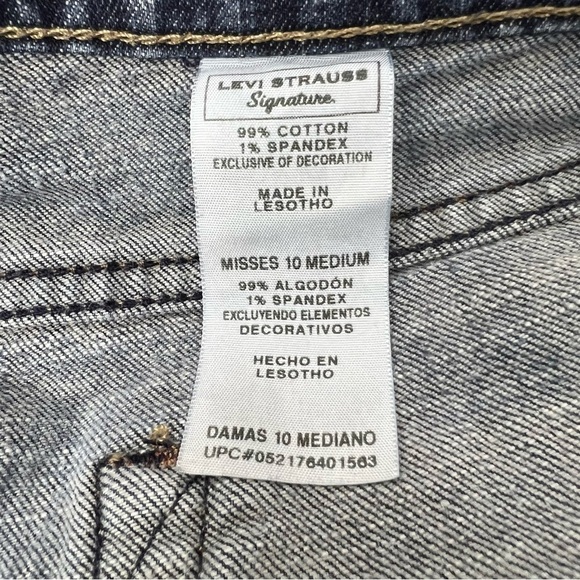 LEVI STRAUSS
Signature.
99% COTTON
1% SPANDEX
EXCLUSIVE OF DECORATION
MADE IN
LESOTHO
MISSES 10 MEDIUM
99% ALGODÓN
1% SPANDEX
EXCLUYENDO ELEMENTOS
DECORATIVOS
HECHO EN
LESOTHO
DAMAS 10 MEDIANO
UPC#052176401563